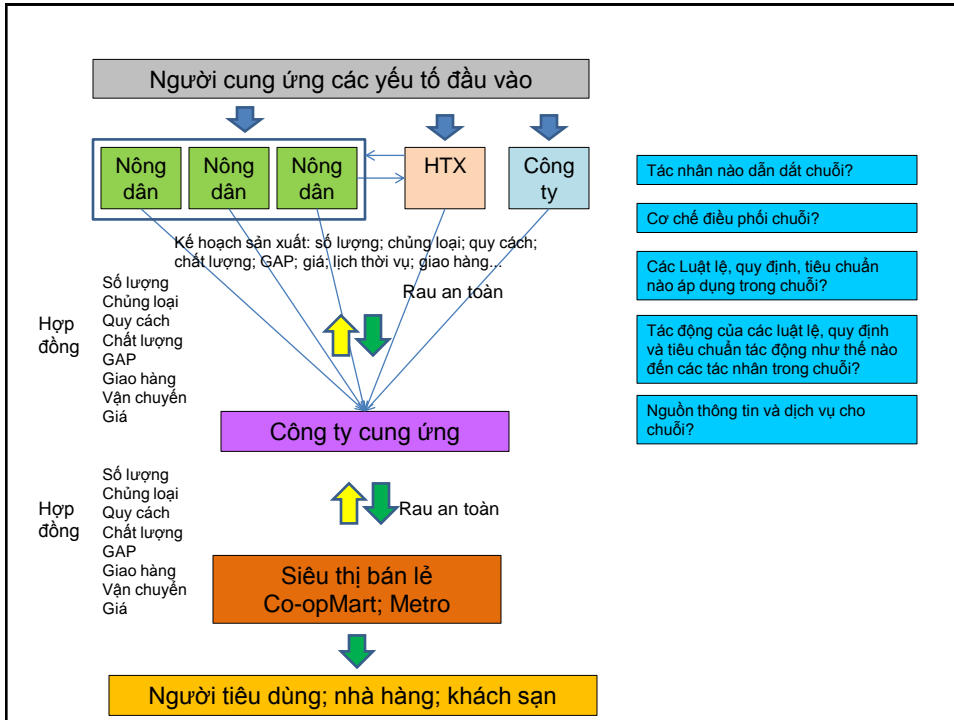 Người cung ứng các yếu tố đầu vào
Nông
dân
Nông
dân
Nông
dân
HTX
Công
ty
Kế hoạch sản xuất: số lượng; chủng loại; quy cách;
chất lượng; GAP; giá; lịch thời vụ; giao hàng...
Rau an toàn
Hợp
đồng
Số lượng
Chủng loại
Quy cách
Chất lượng
GAP
Giao hàng
Vận chuyển
Giá
Công ty cung ứng
Hợp
đồng
Số lượng
Chủng loại
Quy cách
Chất lượng
GAP
Giao hàng
Vận chuyển
Giá
Rau an toàn
Siêu thị bán lẻ
Co-opMart; Metro
Người tiêu dùng; nhà hàng; khách sạn
Tác nhân nào dẫn dắt chuỗi?
Cơ chế điều phối chuỗi?
Các Luật lệ, quy định, tiêu chuẩn
nào áp dụng trong chuỗi?
Tác động của các luật lệ, quy định
và tiêu chuẩn tác động như thế nào
đến các tác nhân trong chuỗi?
Nguồn thông tin và dịch vụ cho
chuỗi?